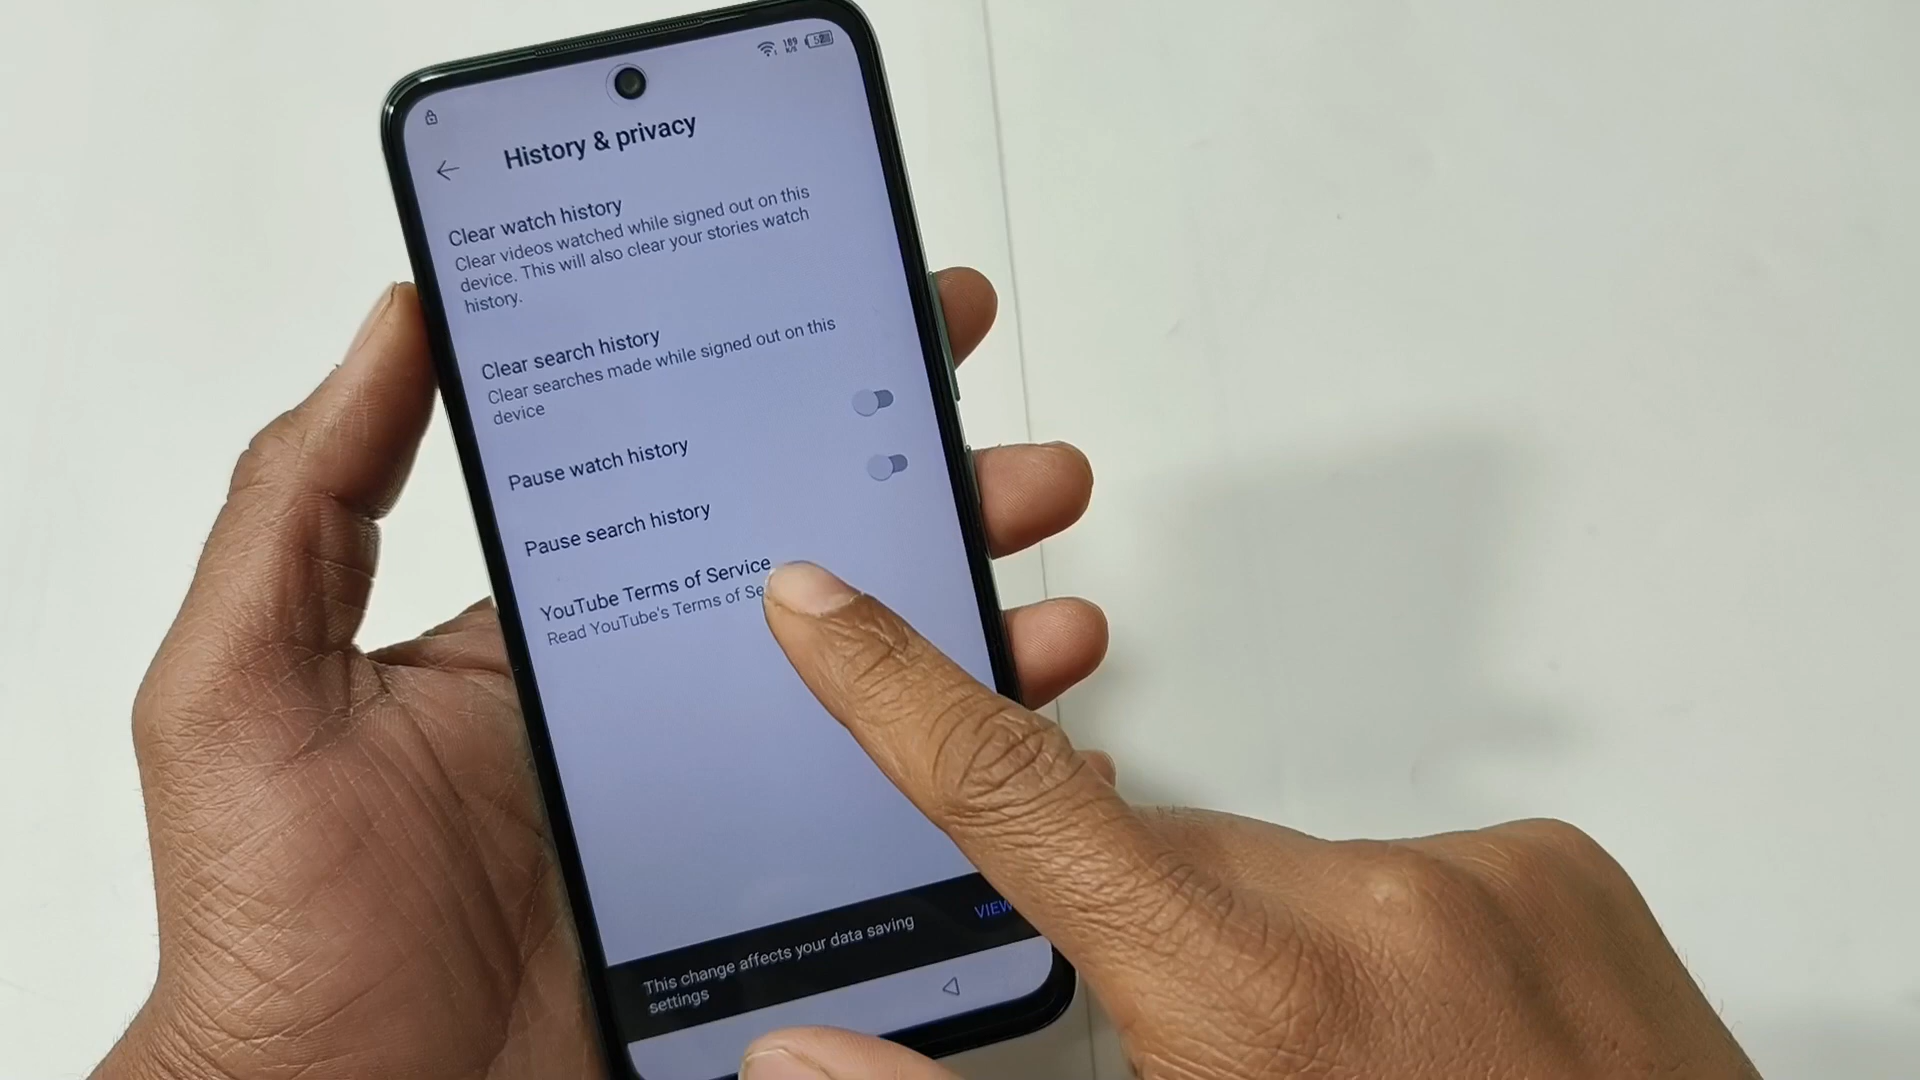 189
K/S
58
History & privacy
Clear watch history
Clear videos watched while signed out on this
device. This will also clear your stories watch
history.
Clear search history
Clear searches made while signed out on this
device
Pause watch history
Pause search history
YouTube Terms of Service
Read YouTube's Terms of Se
This change affects your data saving
settings
VIEW